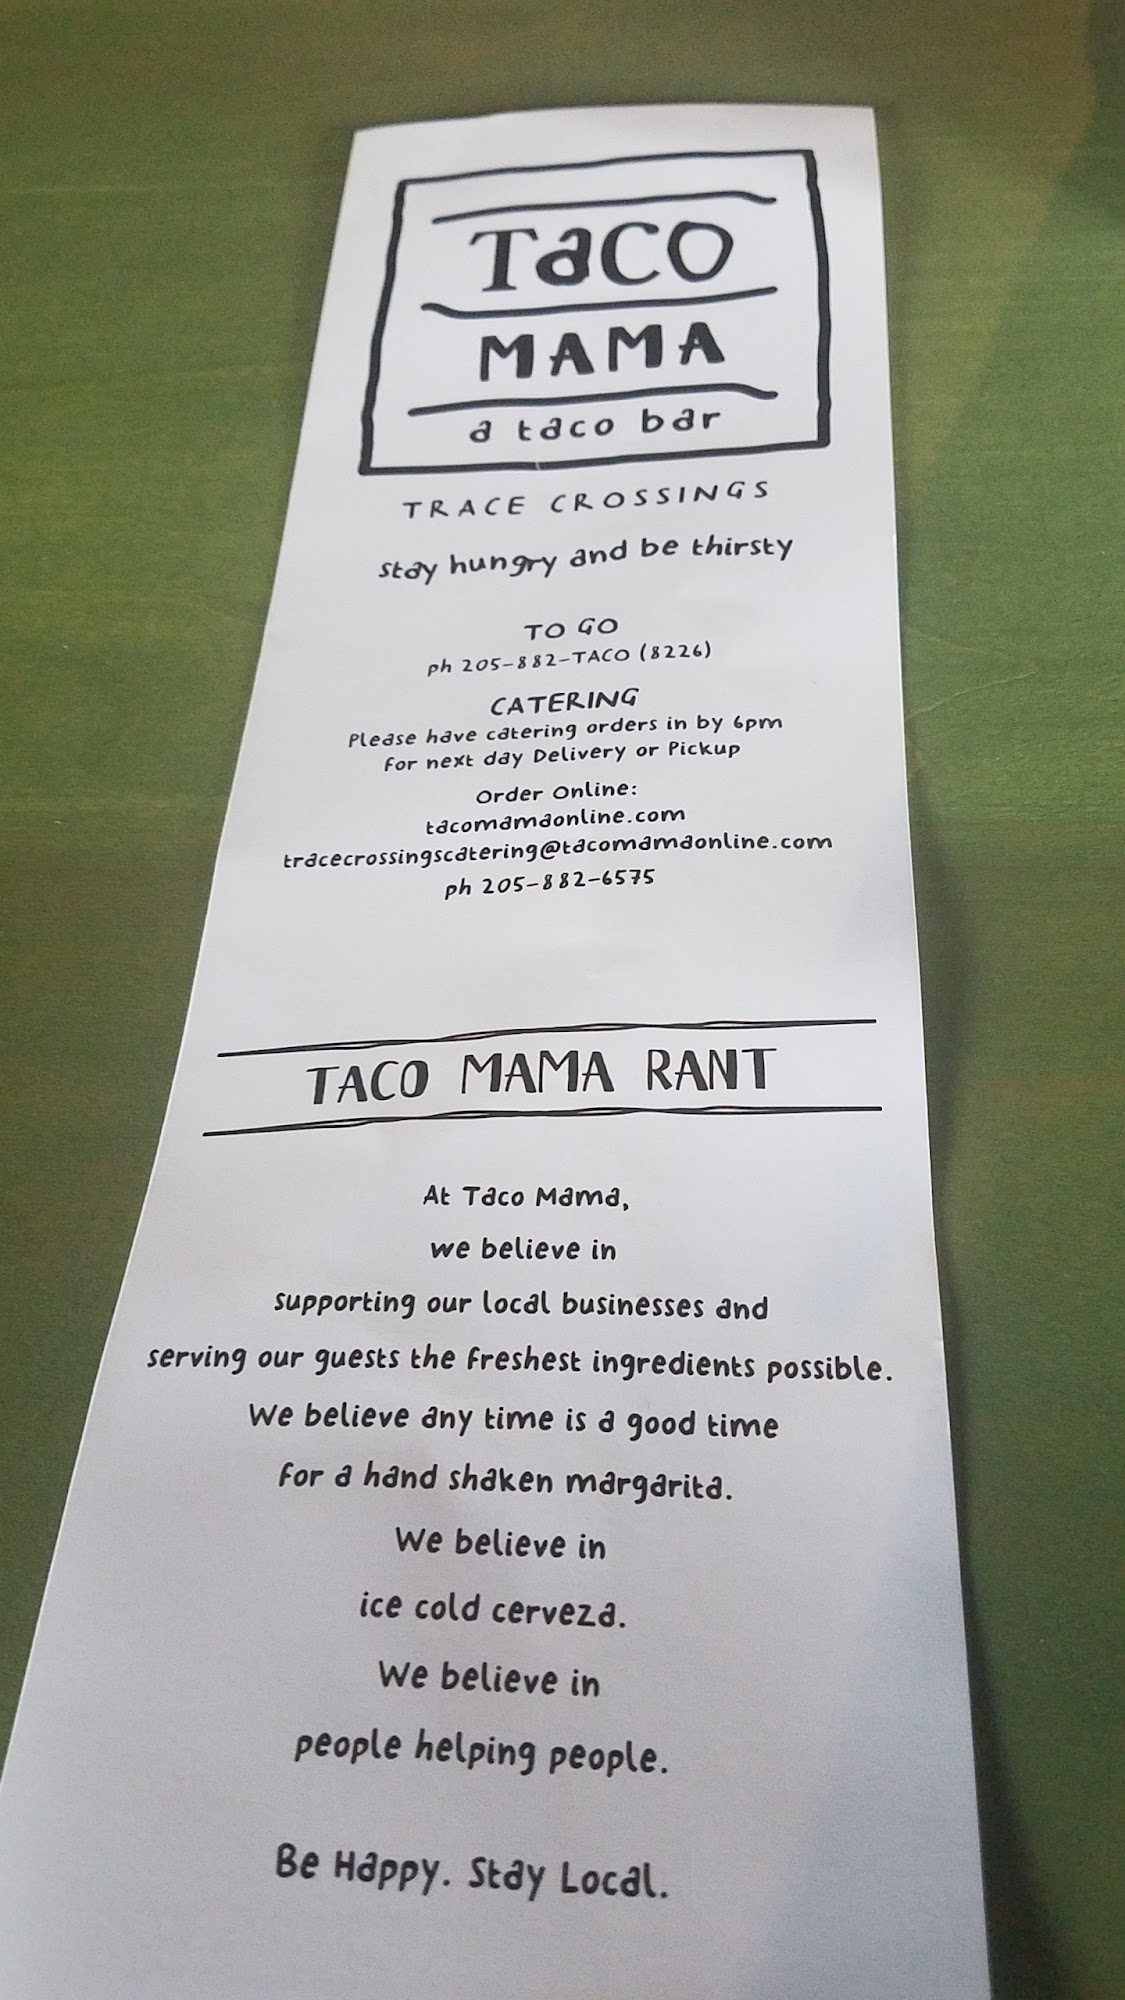 TaCO
MAMA
a taco bar
TRACE CROSSINGS
stay hungry and be thirsty
TO GO
ph 205-882-TACO (8226)
CATERING
Please have catering orders in by 6pm
for next day Delivery or Pickup
Order Online:
tacomamaonline.com
tracecrossingscatering@tacomamaonline.com
ph 205-882-6575
TACO MAMA RANT
At Taco Mama,
we believe in
supporting our local businesses and
serving our guests the freshest ingredients possible.
We believe any time is a good time
for a hand shaken margarita.
We believe in
ice cold cerveza.
We believe in
people helping people.
Be Happy. Stay Local.